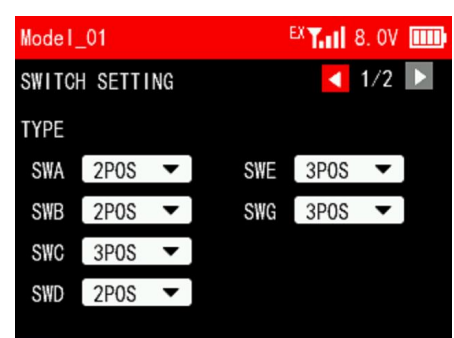 Model_01 EX 8.0V
SWITCH SETTING 1/2
TYPE
SWA 2POS SWE 3POS
SWB 2POS SWG 3POS
SWC 3POS
SWD 2POS